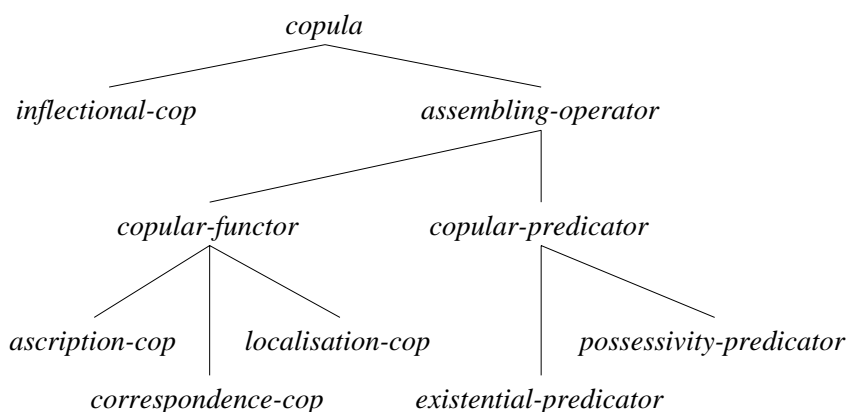 copula
inflectional-cop assembling-operator
copular-functor copular-predicator
ascription-cop localisation-cop possessivity-predicator
correspondence-cop existential-predicator